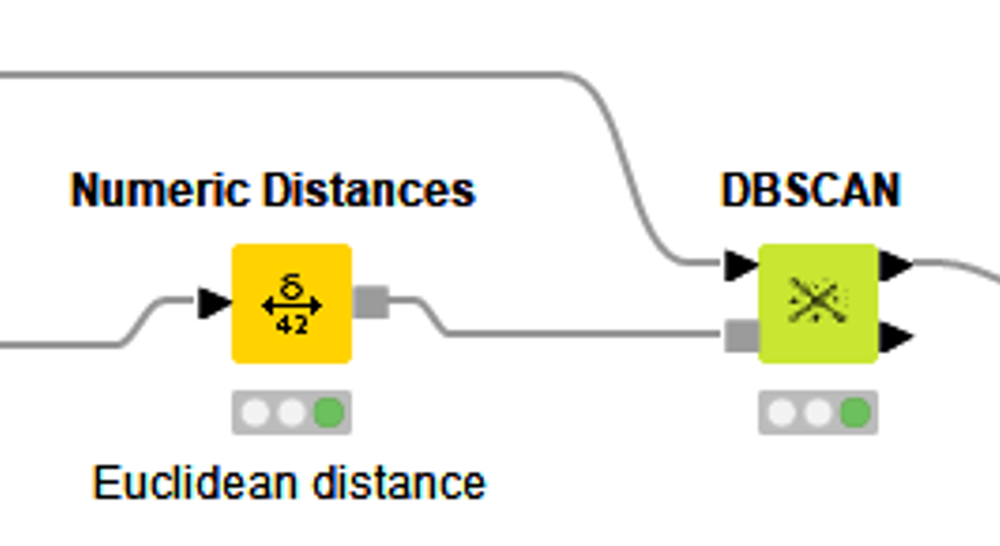 Numeric Distances
DBSCAN
δ
42
Euclidean distance